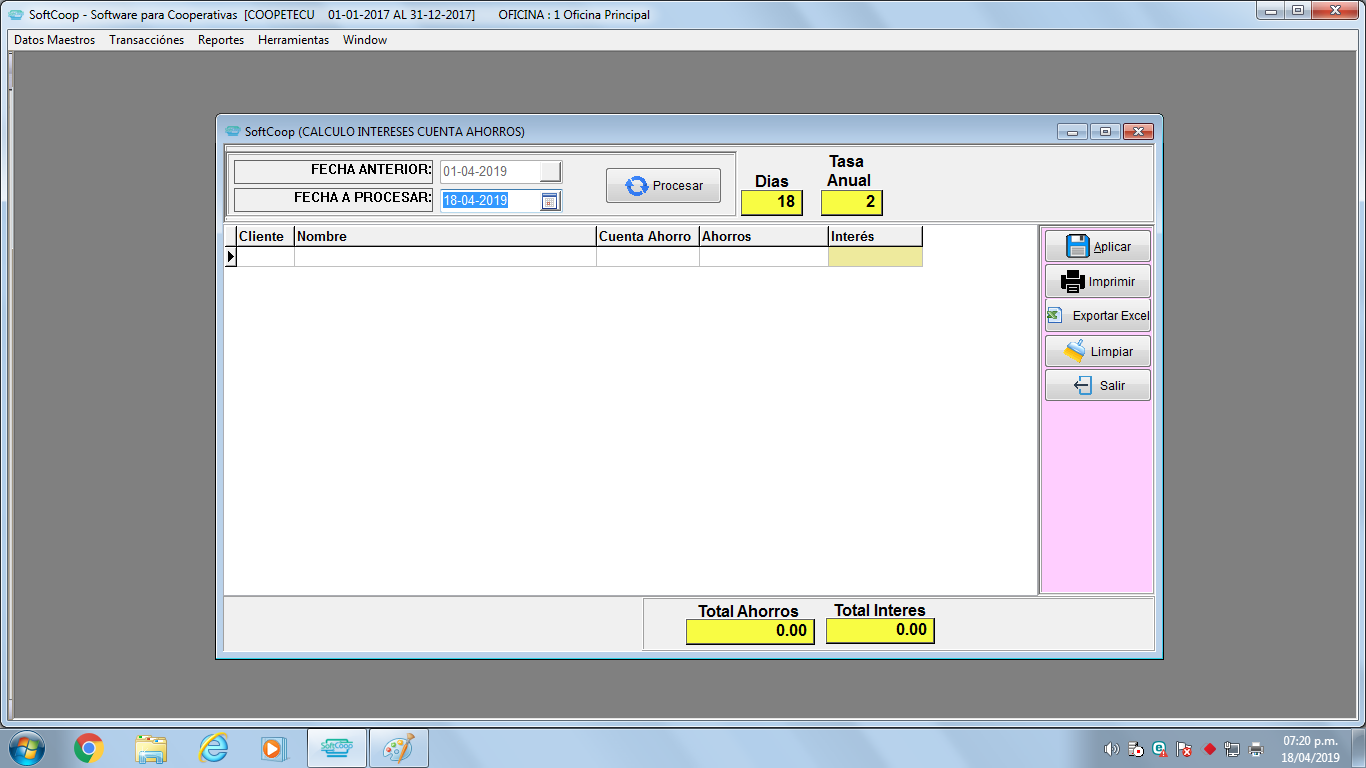 SoftCoop - Software para Cooperativas [COOPETECU 01-01-2017 AL 31-12-2017] OFICINA : 1 Oficina Principal
Datos Maestros Transacciónes Reportes Herramientas Window
SoftCoop (CALCULO INTERESES CUENTA AHORROS)
FECHA ANTERIOR: 01-04-2019
FECHA A PROCESAR: 18-04-2019
Procesar
Dias
18
Tasa
Anual
2
Cliente Nombre Cuenta Ahorro Ahorros Interés
Aplicar
Imprimir
Exportar Excel
Limpiar
Salir
Total Ahorros Total Interes
0.00 0.00
SoftCoop
07:20 p.m.
18/04/2019